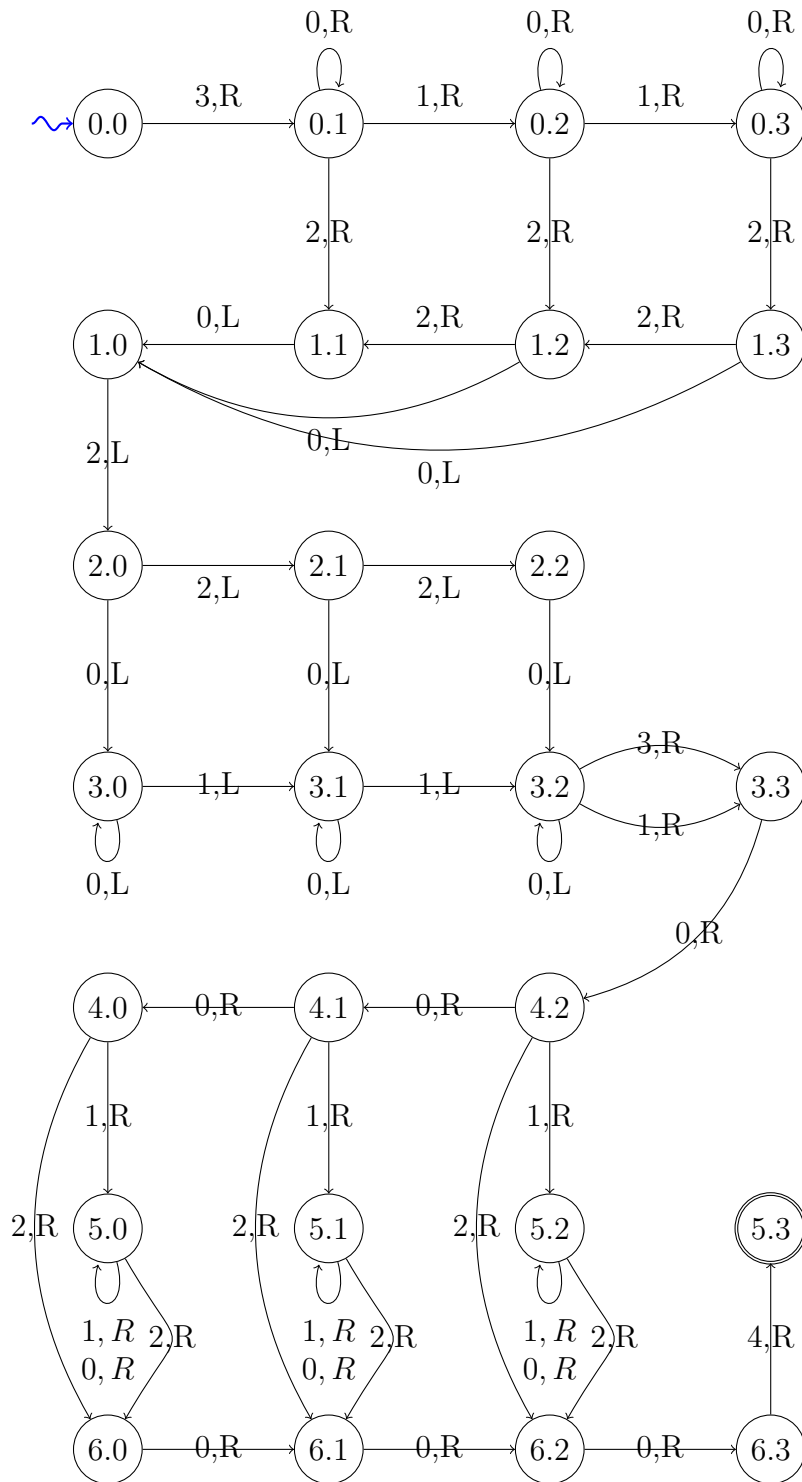 0,R 0,R 0,R
0.0 3,R 0.1 1,R 0.2 1,R 0.3
2,R 2,R 2,R
1.0 0,L 1.1 2,R 1.2 2,R 1.3
2,L 0,L 0,L
2.0 2,L 2.1 2,L 2.2
0,L 0,L 0,L
3.0 1,L 3.1 1,L 3.2 3,R 1,R 3.3
0,L 0,L 0,L
0,R
4.0 0,R 4.1 0,R 4.2
1,R 1,R 1,R
2,R 5.0 2,R 5.1 2,R 5.2 5.3
1, R 2,R 1, R 2,R 1, R 2,R 4,R
0, R 0, R 0, R
6.0 0,R 6.1 0,R 6.2 0,R 6.3